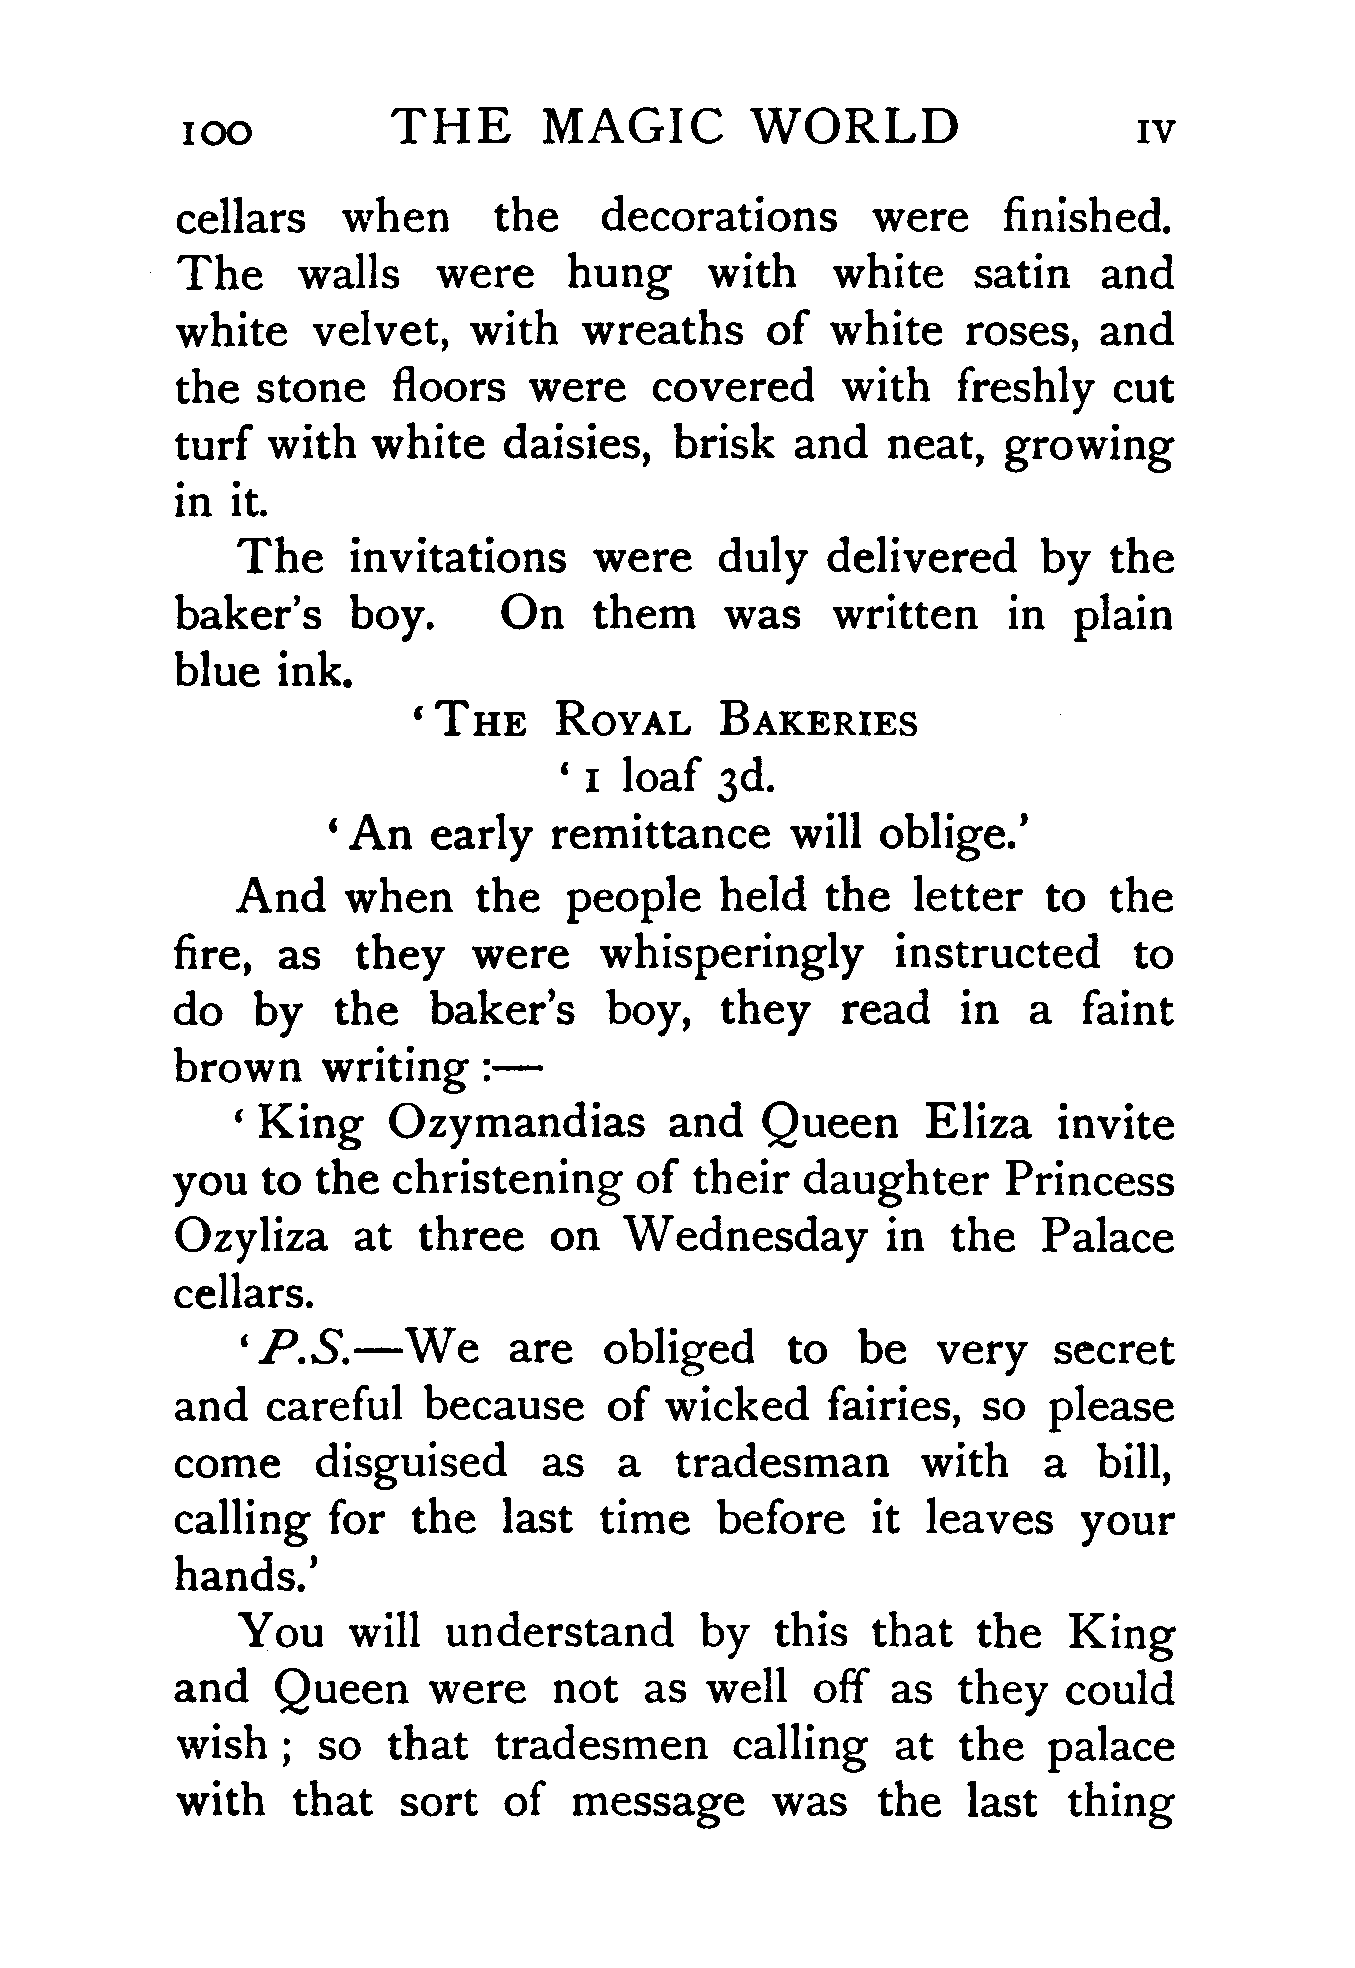 100 THE MAGIC WORLD IV
cellars when the decorations were finished.
The walls were hung with white satin and
white velvet, with wreaths of white roses, and
the stone floors were covered with freshly cut
turf with white daisies, brisk and neat, growing
in it.
The invitations were duly delivered by the
baker's boy. On them was written in plain
blue ink.
‘THE ROYAL BAKERIES
‘1 loaf 3d.
‘An early remittance will oblige.’
And when the people held the letter to the
fire, as they were whisperingly instructed to
do by the baker's boy, they read in a faint
brown writing :—
‘King Ozymandias and Queen Eliza invite
you to the christening of their daughter Princess
Ozyliza at three on Wednesday in the Palace
cellars.
‘P.S.—We are obliged to be very secret
and careful because of wicked fairies, so please
come disguised as a tradesman with a bill,
calling for the last time before it leaves your
hands.’
You will understand by this that the King
and Queen were not as well off as they could
wish ; so that tradesmen calling at the palace
with that sort of message was the last thing